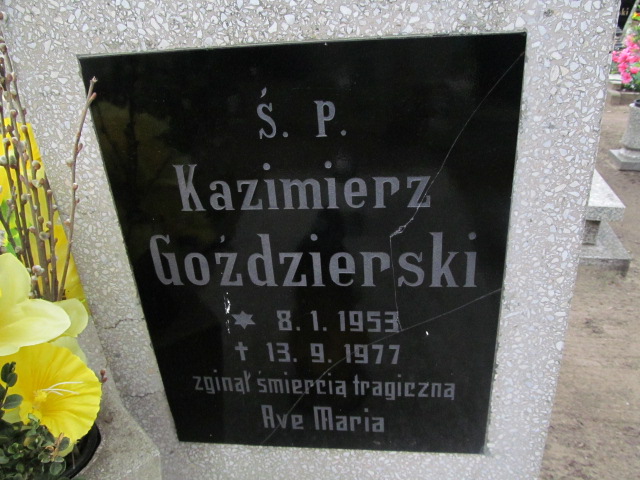 Ś. P.
Kazimierz
Goździerski
✶ 8. 1. 1953
✝ 13. 9. 1977
zginął śmiercią tragiczną
Ave Maria